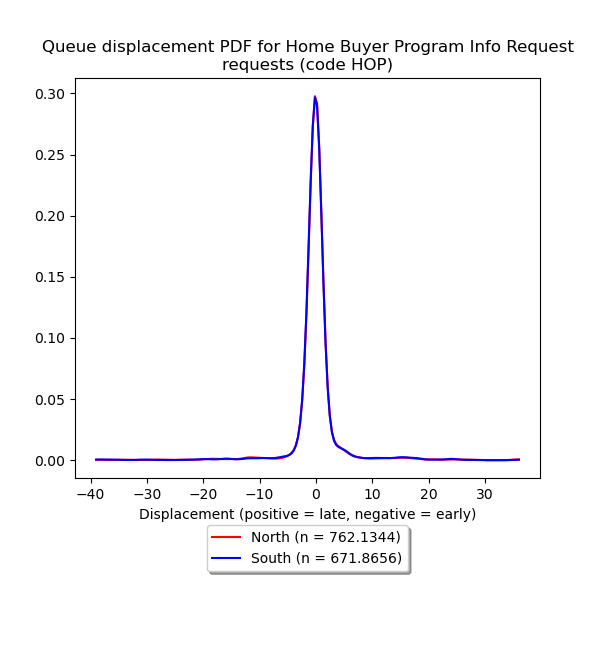 Queue displacement PDF for Home Buyer Program Info Request
requests (code HOP)
0.30
0.25
0.20
0.15
0.10
0.05
0.00
−40 −30 −20 −10 0 10 20 30
Displacement (positive = late, negative = early)
North (n = 762.1344)
South (n = 671.8656)